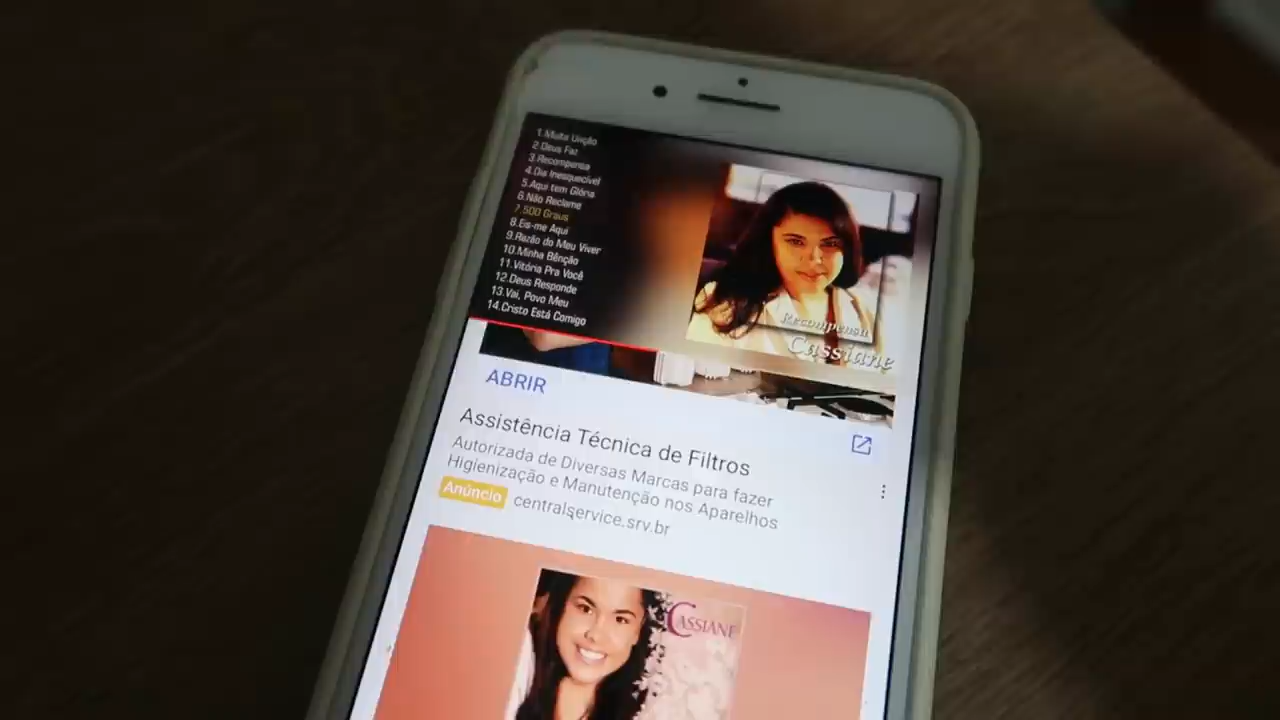 1.Muita Unção
2.Deus Faz
3.Recompensa
4.Dia Inesquecível
5.Aqui tem Glória
6.Não Reclame
7.500 Graus
8.Eis-me Aqui
9.Razão do Meu Viver
10.Minha Bênção
11.Vitória Pra Você
12.Deus Responde
13.Vai, Povo Meu
14.Cristo Está Comigo
Recompensa
Cassiane
ABRIR
Assistência Técnica de Filtros
Autorizada de Diversas Marcas para fazer
Higienização e Manutenção nos Aparelhos
Anúncio centralservice.srv.br
CASSIANE